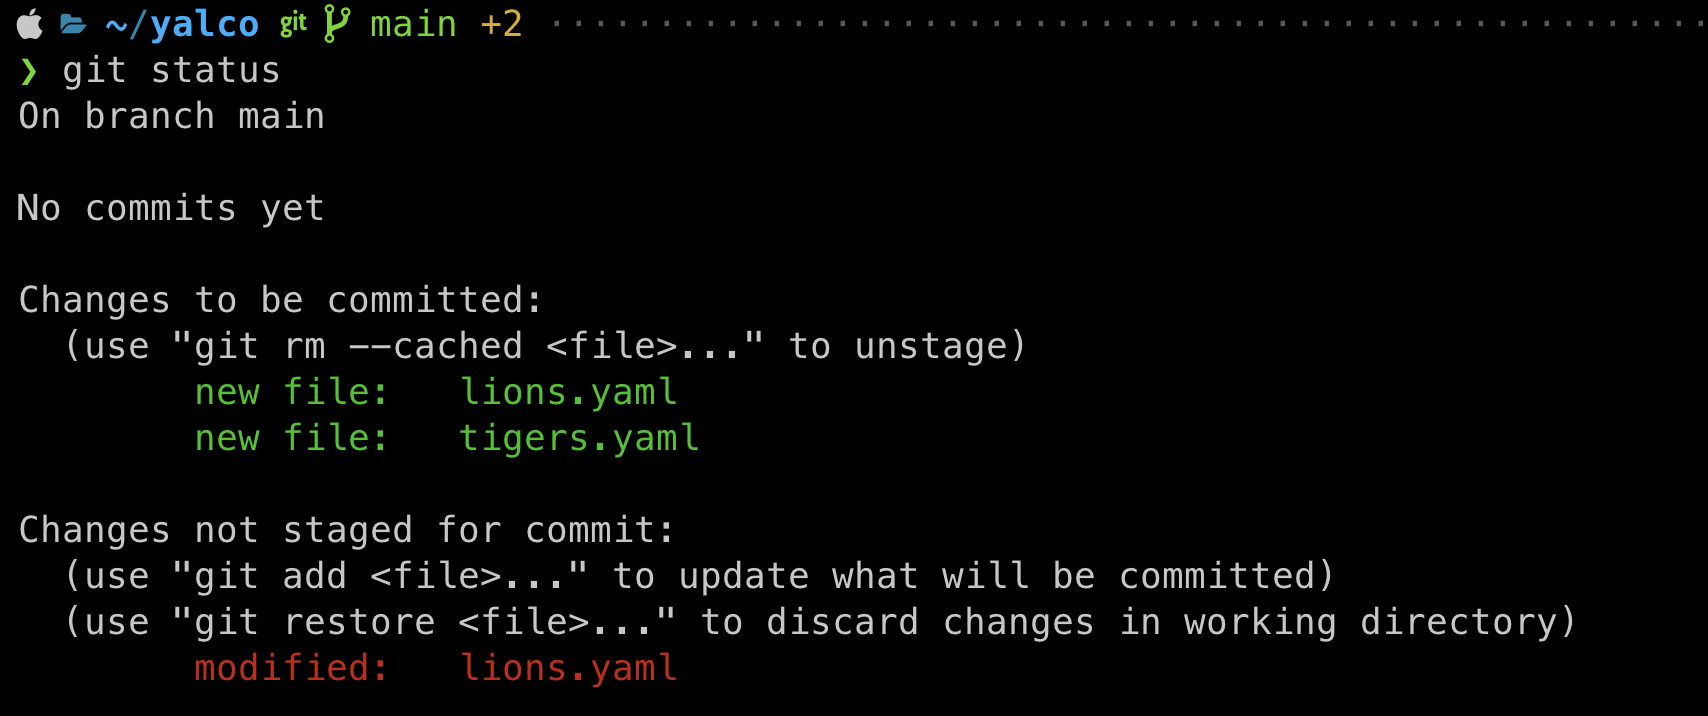 ~/yalco git main +2
❯ git status
On branch main
No commits yet
Changes to be committed:
(use "git rm --cached <file>..." to unstage)
new file: lions.yaml
new file: tigers.yaml
Changes not staged for commit:
(use "git add <file>..." to update what will be committed)
(use "git restore <file>..." to discard changes in working directory)
modified: lions.yaml